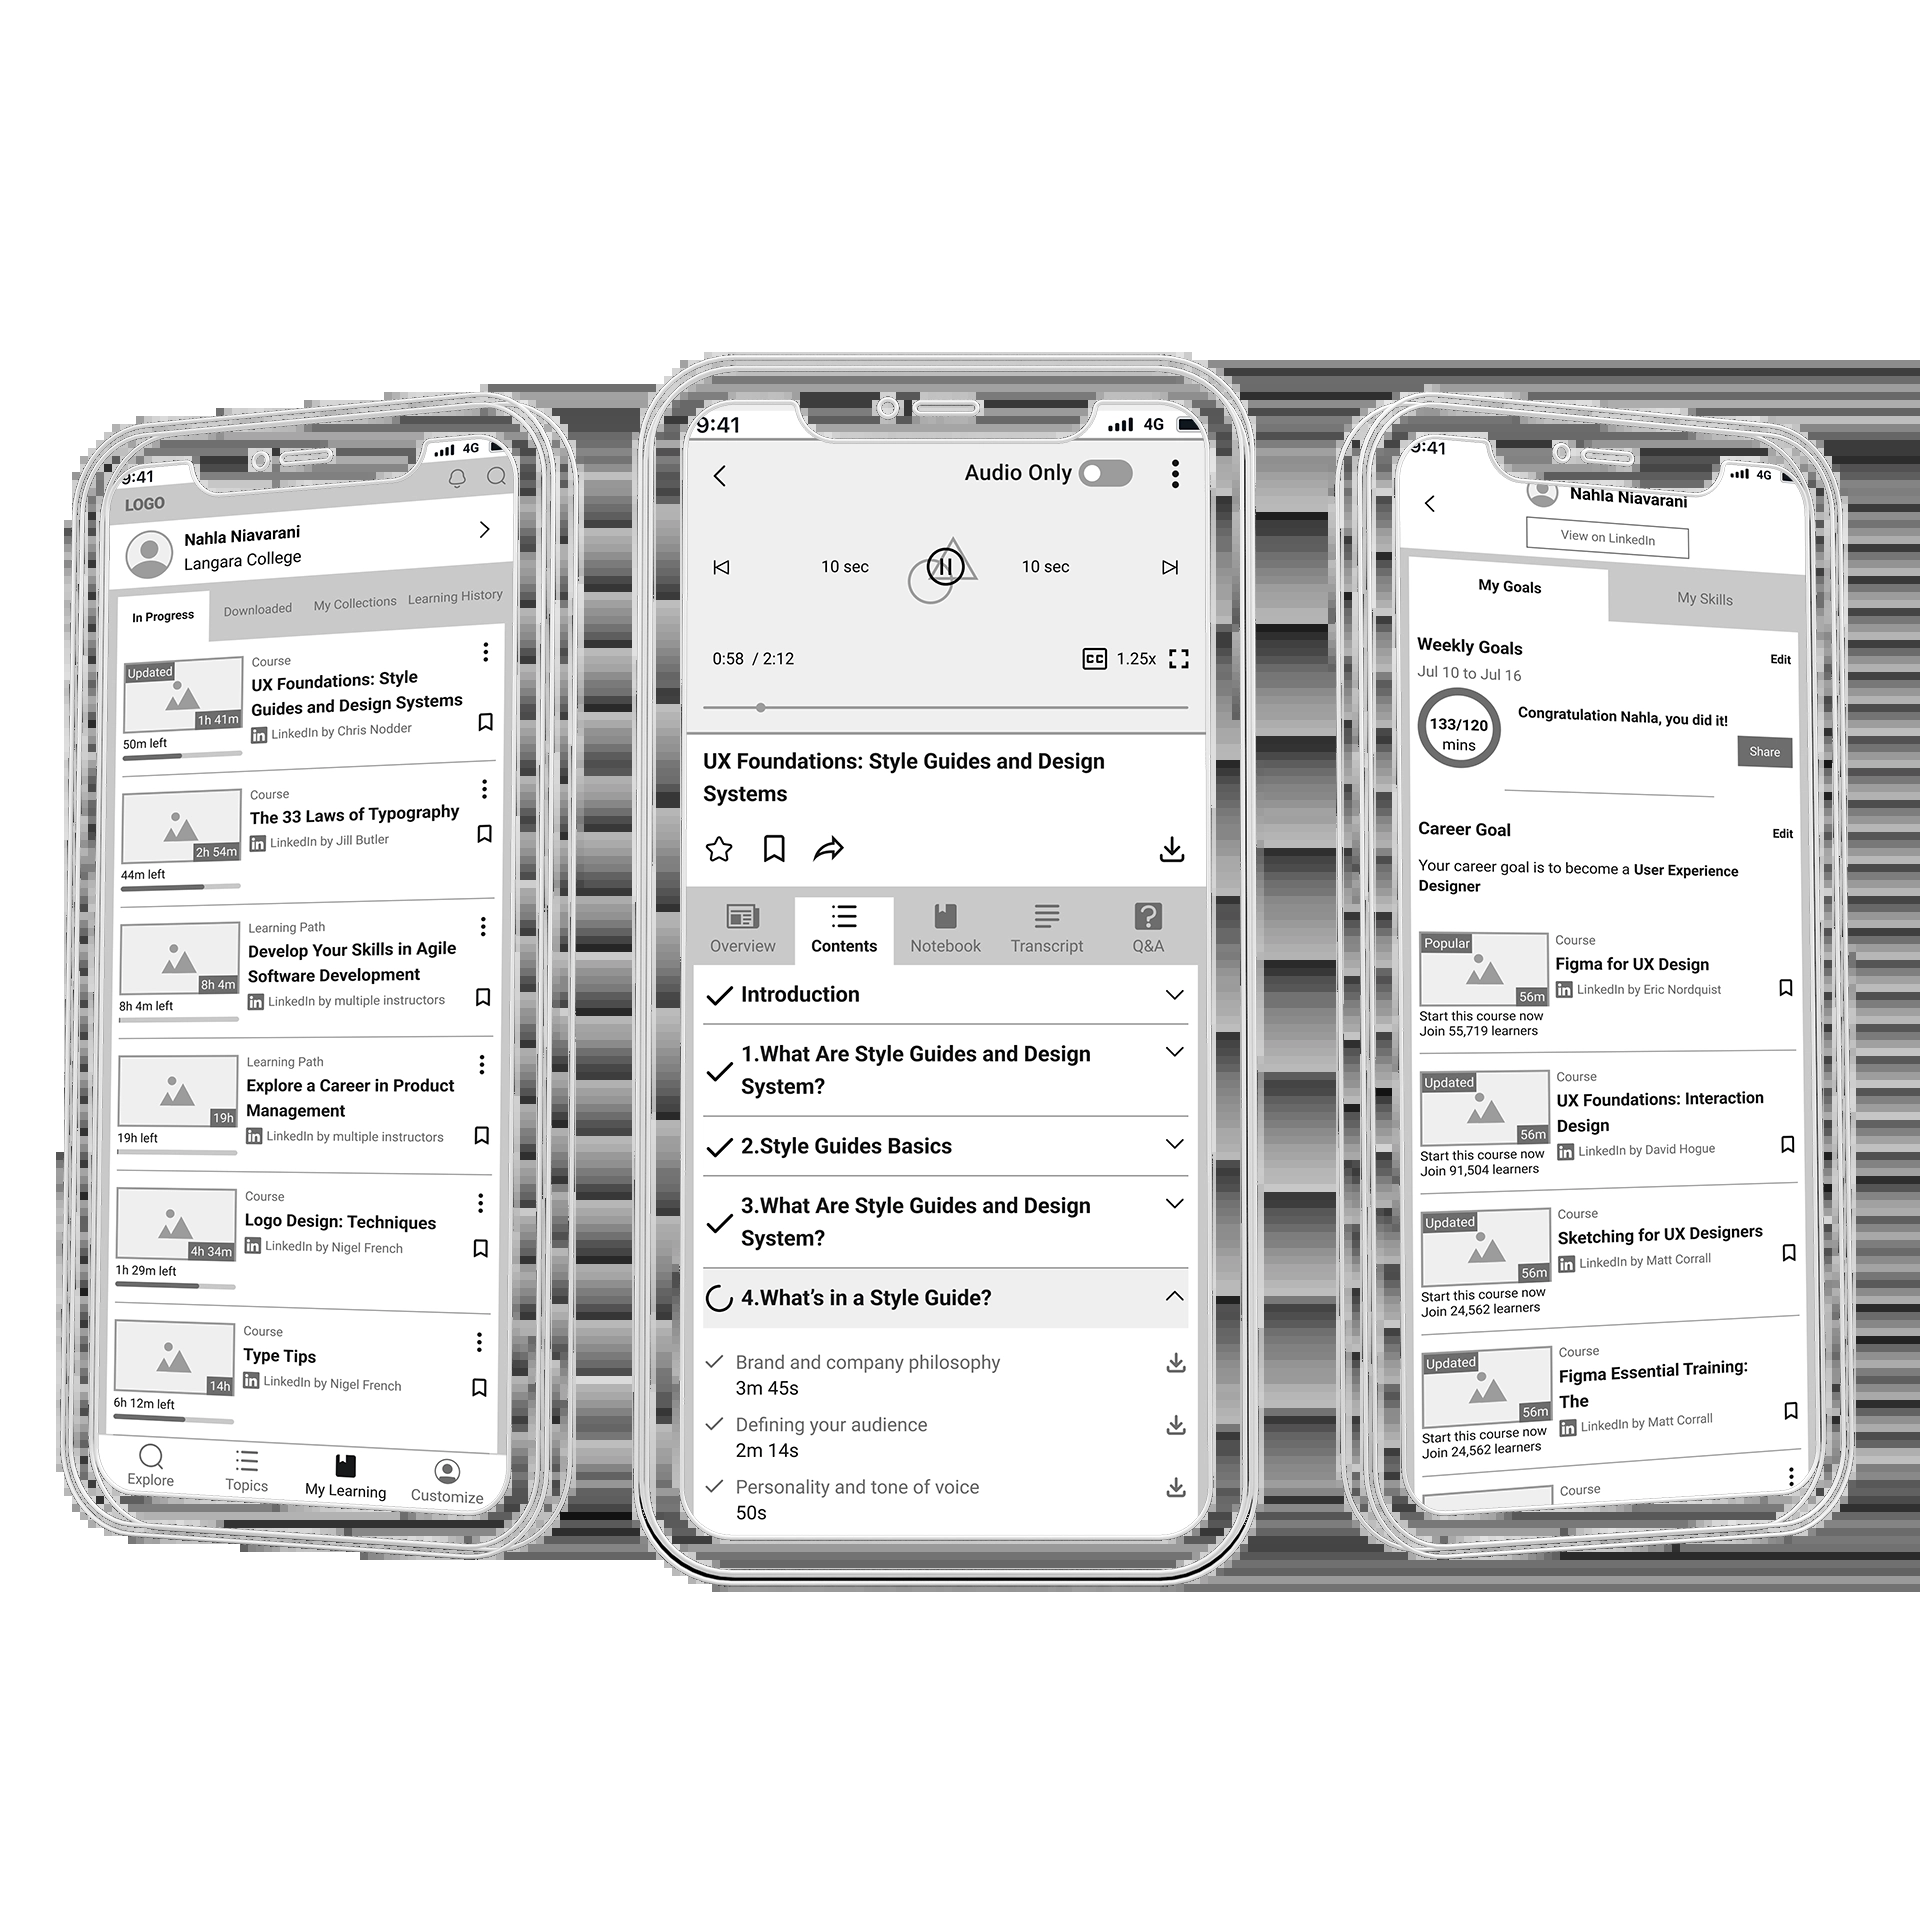 9:41
4G
LOGO
Nahla Niavarani
Langara College
In Progress
Downloaded
My Collections
Learning History
Updated
1h 41m
50m left
Course
UX Foundations: Style
Guides and Design Systems
in LinkedIn by Chris Nodder
2h 54m
44m left
Course
The 33 Laws of Typography
in LinkedIn by Jill Butler
8h 4m
8h 4m left
Learning Path
Develop Your Skills in Agile
Software Development
in LinkedIn by multiple instructors
19h
19h left
Learning Path
Explore a Career in Product
Management
in LinkedIn by multiple instructors
4h 34m
1h 29m left
Course
Logo Design: Techniques
in LinkedIn by Nigel French
14h
6h 12m left
Course
Type Tips
in LinkedIn by Nigel French
Explore
Topics
My Learning
Customize
9:41
4G
Audio Only
10 sec
10 sec
0:58 / 2:12
CC
1.25x
UX Foundations: Style Guides and Design
Systems
Overview
Contents
Notebook
Transcript
Q&A
Introduction
1.What Are Style Guides and Design
System?
2.Style Guides Basics
3.What Are Style Guides and Design
System?
4.What's in a Style Guide?
Brand and company philosophy
3m 45s
Defining your audience
2m 14s
Personality and tone of voice
50s
9:41
4G
Nahla Niavarani
View on LinkedIn
My Goals
My Skills
Weekly Goals
Edit
Jul 10 to Jul 16
133/120
mins
Congratulation Nahla, you did it!
Share
Career Goal
Edit
Your career goal is to become a User Experience
Designer
Popular
56m
Start this course now
Join 55,719 learners
Course
Figma for UX Design
in LinkedIn by Eric Nordquist
Updated
56m
Start this course now
Join 91,504 learners
Course
UX Foundations: Interaction
Design
in LinkedIn by David Hogue
Updated
56m
Start this course now
Join 24,562 learners
Course
Sketching for UX Designers
in LinkedIn by Matt Corrall
Updated
56m
Start this course now
Join 24,562 learners
Course
Figma Essential Training:
The
in LinkedIn by Matt Corrall
Course